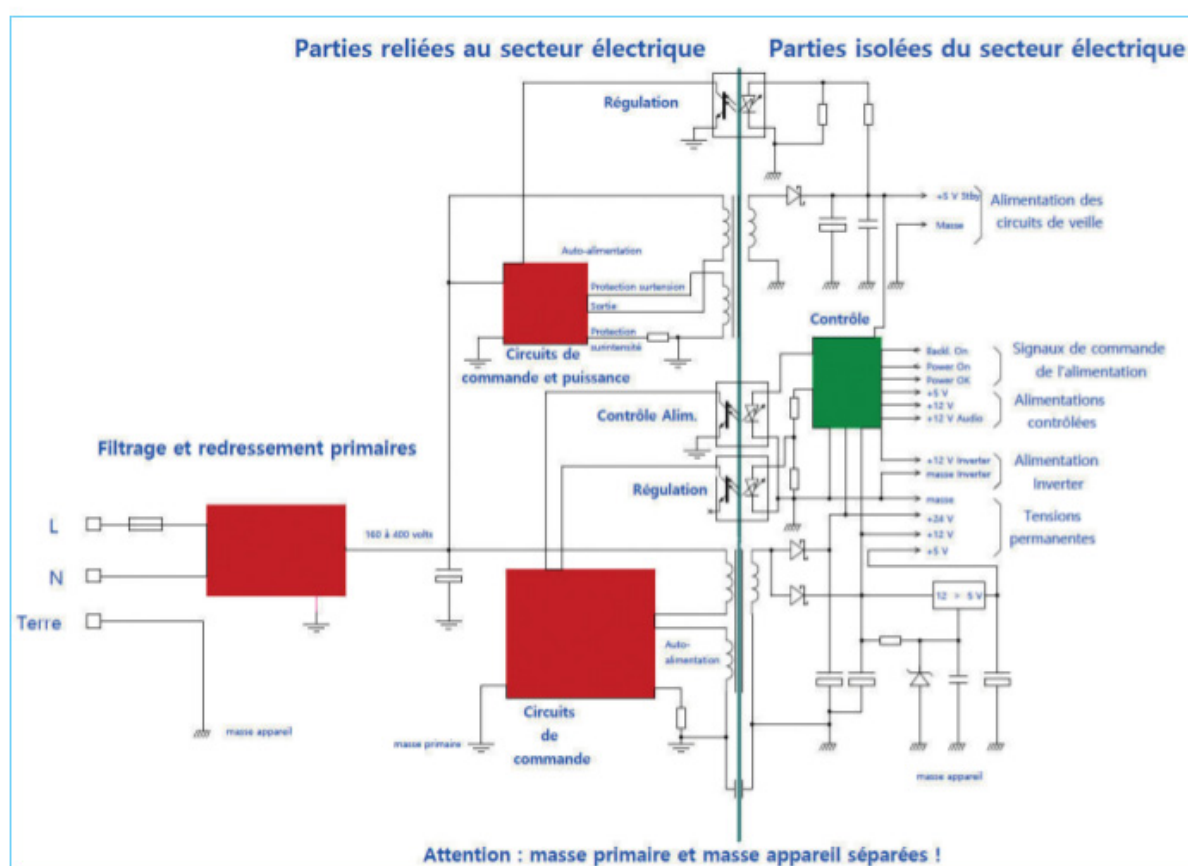 Parties reliées au secteur électrique
Parties isolées du secteur électrique
Régulation
+5 V Stby
Masse
Alimentation des
circuits de veille
Auto-alimentation
Protection surtension
Sortie
Protection
surintensité
Circuits de
commande et puissance
Contrôle
Backl. On
Power On
Power OK
+5 V
+12 V
+12 V Audio
Signaux de commande
de l'alimentation
Alimentations
contrôlées
Contrôle Alim.
Filtrage et redressement primaires
Régulation
+12 V Inverter
masse Inverter
Alimentation
Inverter
masse
+24 V
+12 V
+5 V
Tensions
permanentes
L
N
Terre
160 à 400 volts
12 > 5 V
Auto-
alimentation
Circuits
de
commande
masse appareil
masse primaire
masse appareil
Attention : masse primaire et masse appareil séparées !